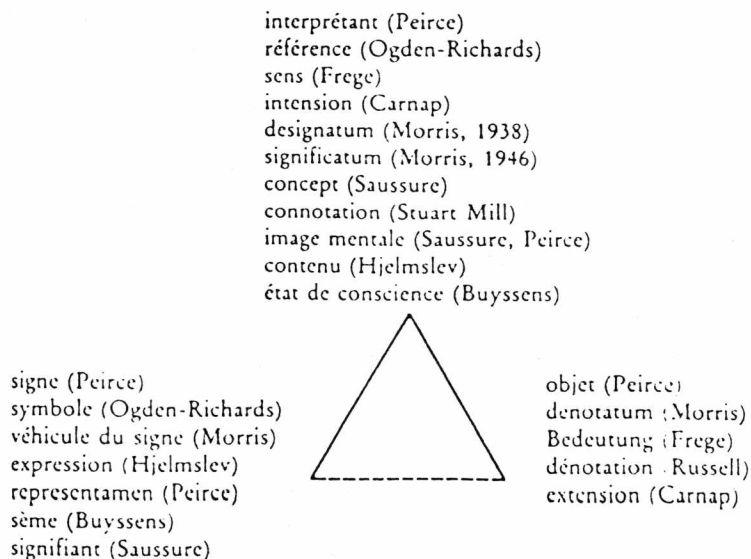 interprétant (Peirce)
référence (Ogden-Richards)
sens (Frege)
intension (Carnap)
designatum (Morris, 1938)
significatum (Morris, 1946)
concept (Saussure)
connotation (Stuart Mill)
image mentale (Saussure, Peirce)
contenu (Hjelmslev)
état de conscience (Buyssens)
signe (Peirce)
symbole (Ogden-Richards)
véhicule du signe (Morris)
expression (Hjelmslev)
representamen (Peirce)
sème (Buyssens)
signifiant (Saussure)
objet (Peirce)
denotatum (Morris)
Bedeutung (Frege)
dénotation (Russell)
extension (Carnap)